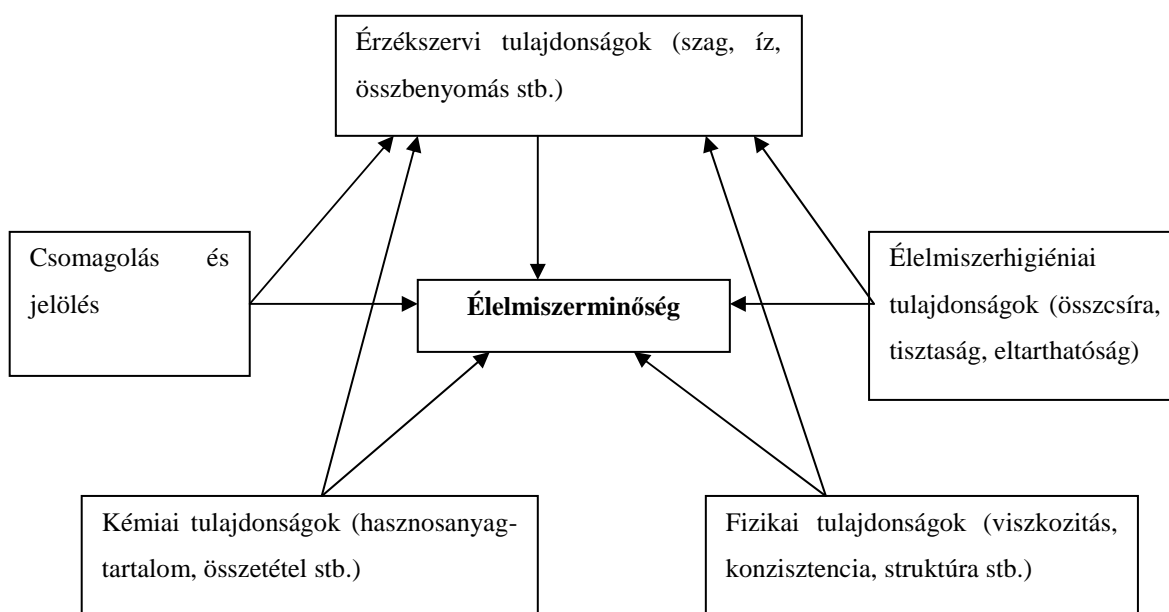 Érzékszervi tulajdonságok (szag, íz,
összbenyomás stb.)
Csomagolás és
jelölés
Élelmiszerminőség
Élelmiszerhigiéniai
tulajdonságok (összcsíra,
tisztaság, eltarthatóság)
Kémiai tulajdonságok (hasznosanyag-
tartalom, összetétel stb.)
Fizikai tulajdonságok (viszkozitás,
konzisztencia, struktúra stb.)